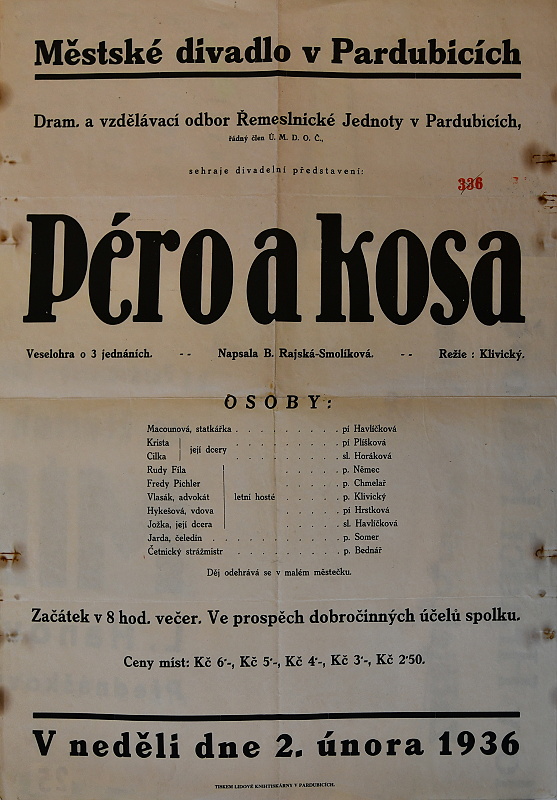 Městské divadlo v Pardubicích
Dram. a vzdělávací odbor Řemeslnické Jednoty v Pardubicích,
řádný člen Ú. M. D. O. Č.,
sehraje divadelní představení:
336
Péro a kosa
Veselohra o 3 jednáních. -- Napsala B. Rajská-Smolíková. -- Režie : Klivický.
OSOBY:
Macounová, statkářka . . . . . . . . . pí Havlíčková
Krista . . . . . . pí Plíšková
její dcery
Cilka . . . . . . sl. Horáková
Rudy Fíla . . . . . . p. Němec
Fredy Pichler . . . . . . p. Chmelař
Vlasák, advokát letní hosté . . . . . . p. Klivický
Hykešová, vdova . . . . . . pí Hrstková
Jožka, její dcera . . . . . . sl. Havlíčková
Jarda, čeledín . . . . . . . . . . . p. Somer
Četnický strážmistr . . . . . . . . . . p. Bednář
Děj odehrává se v malém městečku.
Začátek v 8 hod. večer. Ve prospěch dobročinných účelů spolku.
Ceny míst: Kč 6·-, Kč 5·-, Kč 4·-, Kč 3·-, Kč 2·50.
V neděli dne 2. února 1936
TISKEM LIDOVÉ KNIHTISKÁRNY V PARDUBICÍCH.